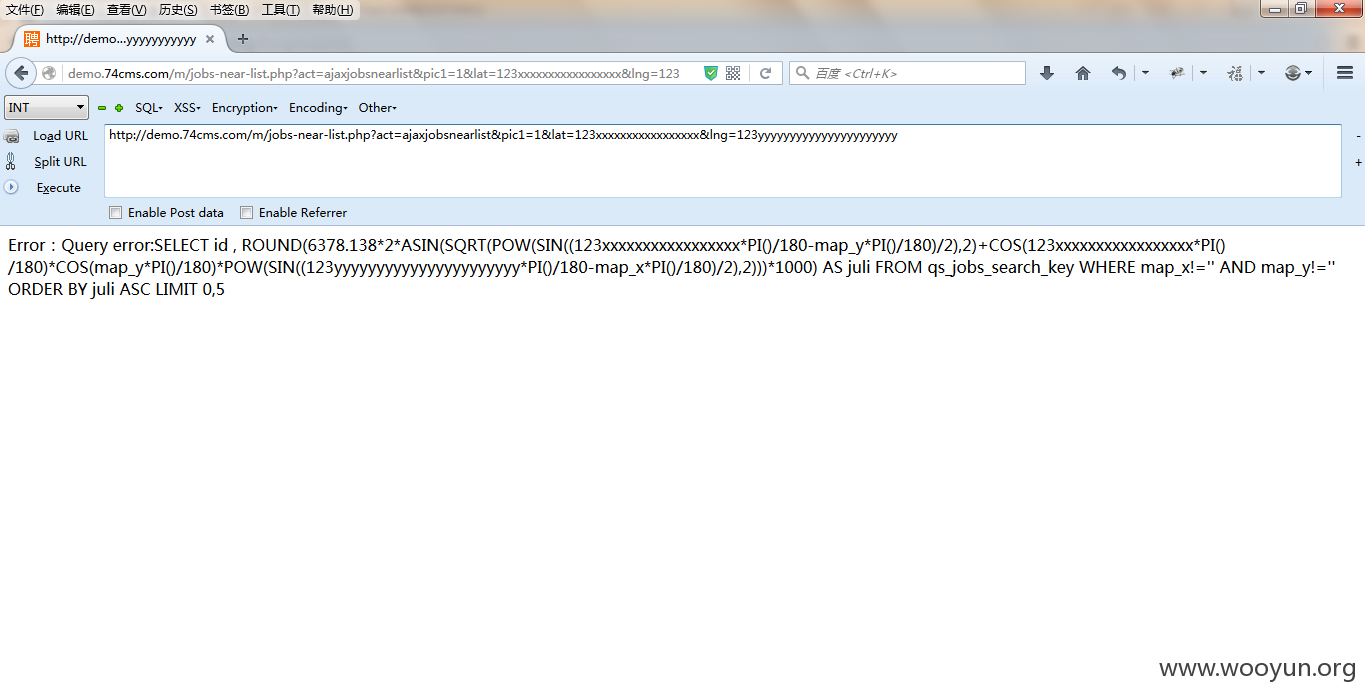 文件(F) 编辑(E) 查看(V) 历史(S) 书签(B) 工具(T) 帮助(H)
聘 http://demo...yyyyyyyyyyy × +
demo.74cms.com/m/jobs-near-list.php?act=ajaxjobsnearlist&pic1=1&lat=123xxxxxxxxxxxxxxxxx&lng=123 百度 <Ctrl+K> 福
INT SQL XSS Encryption Encoding Other
Load URL http://demo.74cms.com/m/jobs-near-list.php?act=ajaxjobsnearlist&pic1=1&lat=123xxxxxxxxxxxxxxxxx&lng=123yyyyyyyyyyyyyyyyyyyyyyy -
Split URL +
Execute
Enable Post data Enable Referrer
Error：Query error:SELECT id , ROUND(6378.138*2*ASIN(SQRT(POW(SIN((123xxxxxxxxxxxxxxxxx*PI()/180-map_y*PI()/180)/2),2)+COS(123xxxxxxxxxxxxxxxxx*PI()
/180)*COS(map_y*PI()/180)*POW(SIN((123yyyyyyyyyyyyyyyyyyyyyyy*PI()/180-map_x*PI()/180)/2),2)))*1000) AS juli FROM qs_jobs_search_key WHERE map_x!='' AND map_y!=''
ORDER BY juli ASC LIMIT 0,5
www.wooyun.org